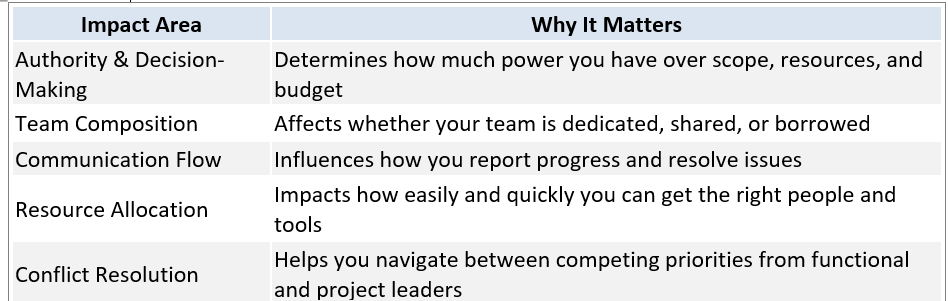 Impact Area Why It Matters
Authority & Decision- Determines how much power you have over scope, resources, and
Making budget
Team Composition Affects whether your team is dedicated, shared, or borrowed
Communication Flow Influences how you report progress and resolve issues
Resource Allocation Impacts how easily and quickly you can get the right people and
tools
Conflict Resolution Helps you navigate between competing priorities from functional
and project leaders